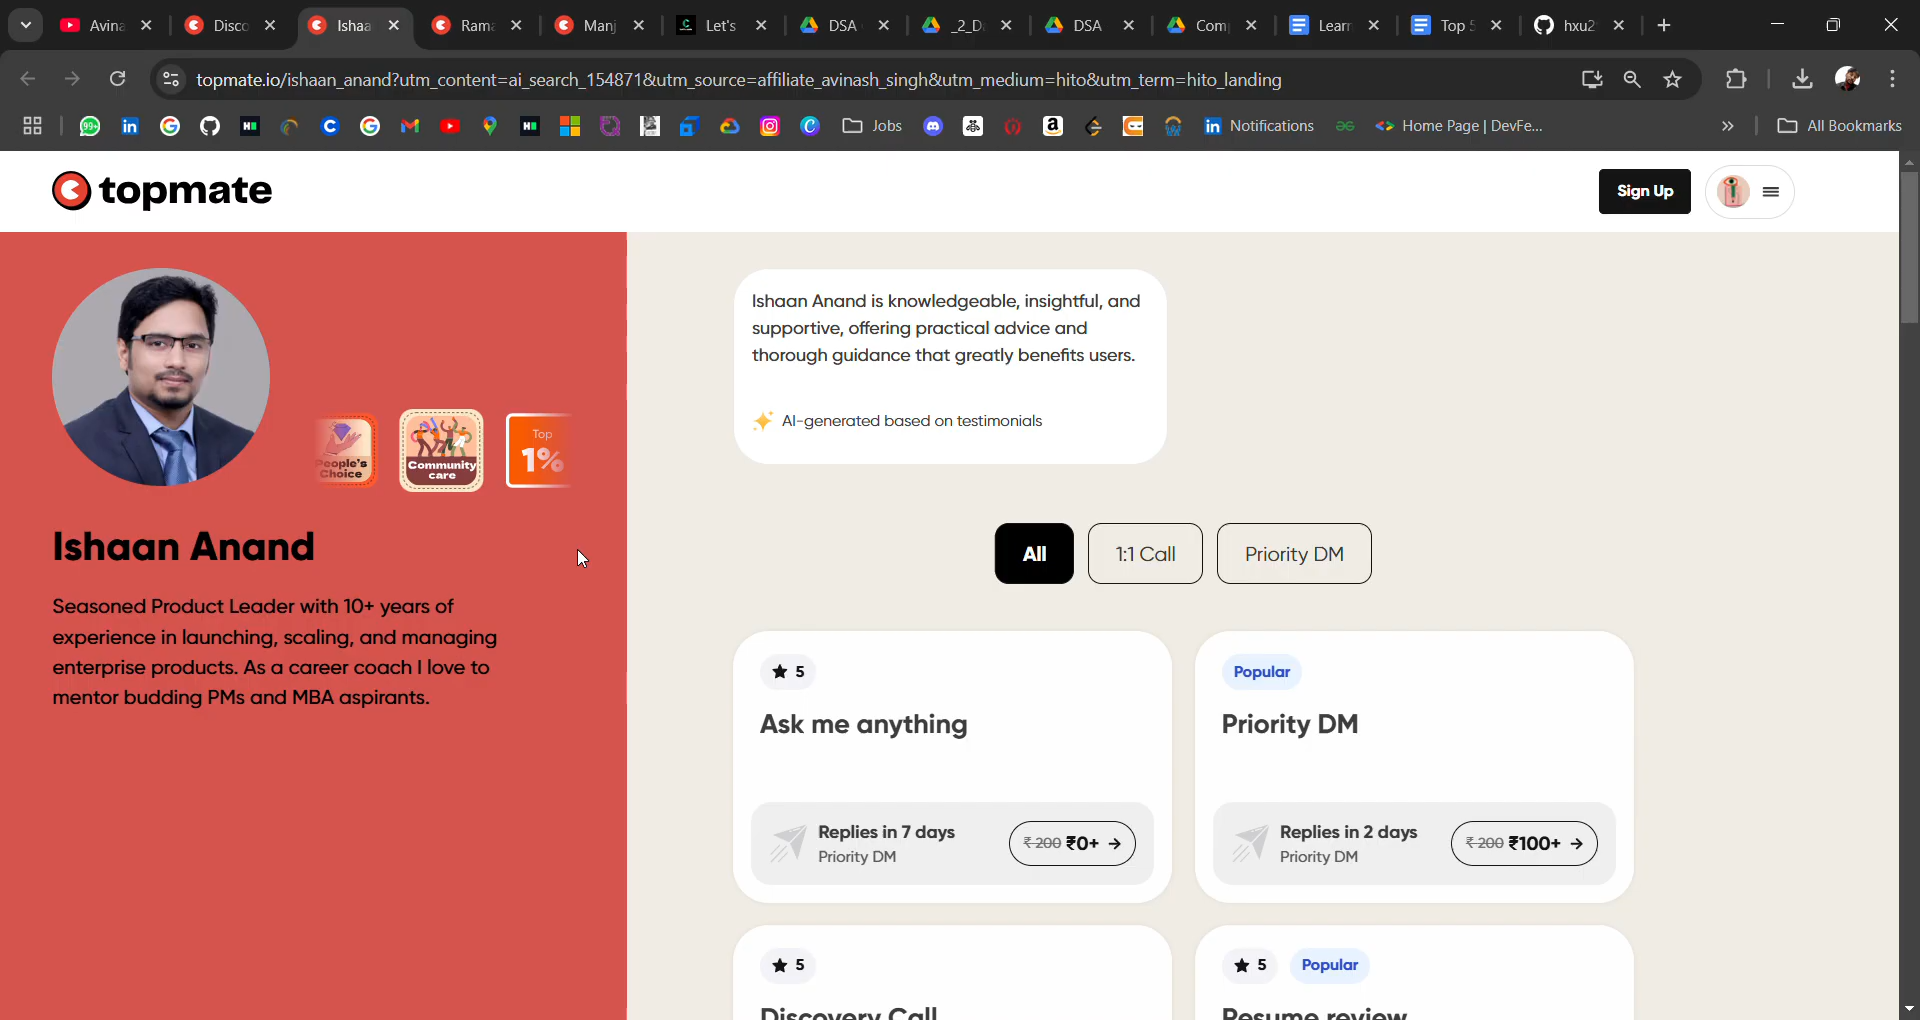 Avina
Disco
Ishaa
Rama
Manj
Let's
DSA
_2_D
DSA
Com
Lear
Top 5
hxu2
topmate.io/ishaan_anand?utm_content=ai_search_154871&utm_source=affiliate_avinash_singh&utm_medium=hito&utm_term=hito_landing
99+
Jobs
Notifications
Home Page | DevFe...
All Bookmarks
topmate
Sign Up
Ishaan Anand is knowledgeable, insightful, and
supportive, offering practical advice and
thorough guidance that greatly benefits users.
AI-generated based on testimonials
People's
Choice
Community
care
Top
1%
Ishaan Anand
Seasoned Product Leader with 10+ years of
experience in launching, scaling, and managing
enterprise products. As a career coach I love to
mentor budding PMs and MBA aspirants.
All
1:1 Call
Priority DM
5
Ask me anything
Replies in 7 days
Priority DM
₹ 200 ₹0+
Popular
Priority DM
Replies in 2 days
Priority DM
₹ 200 ₹100+
5
Discovery Call
5
Popular
Resume review